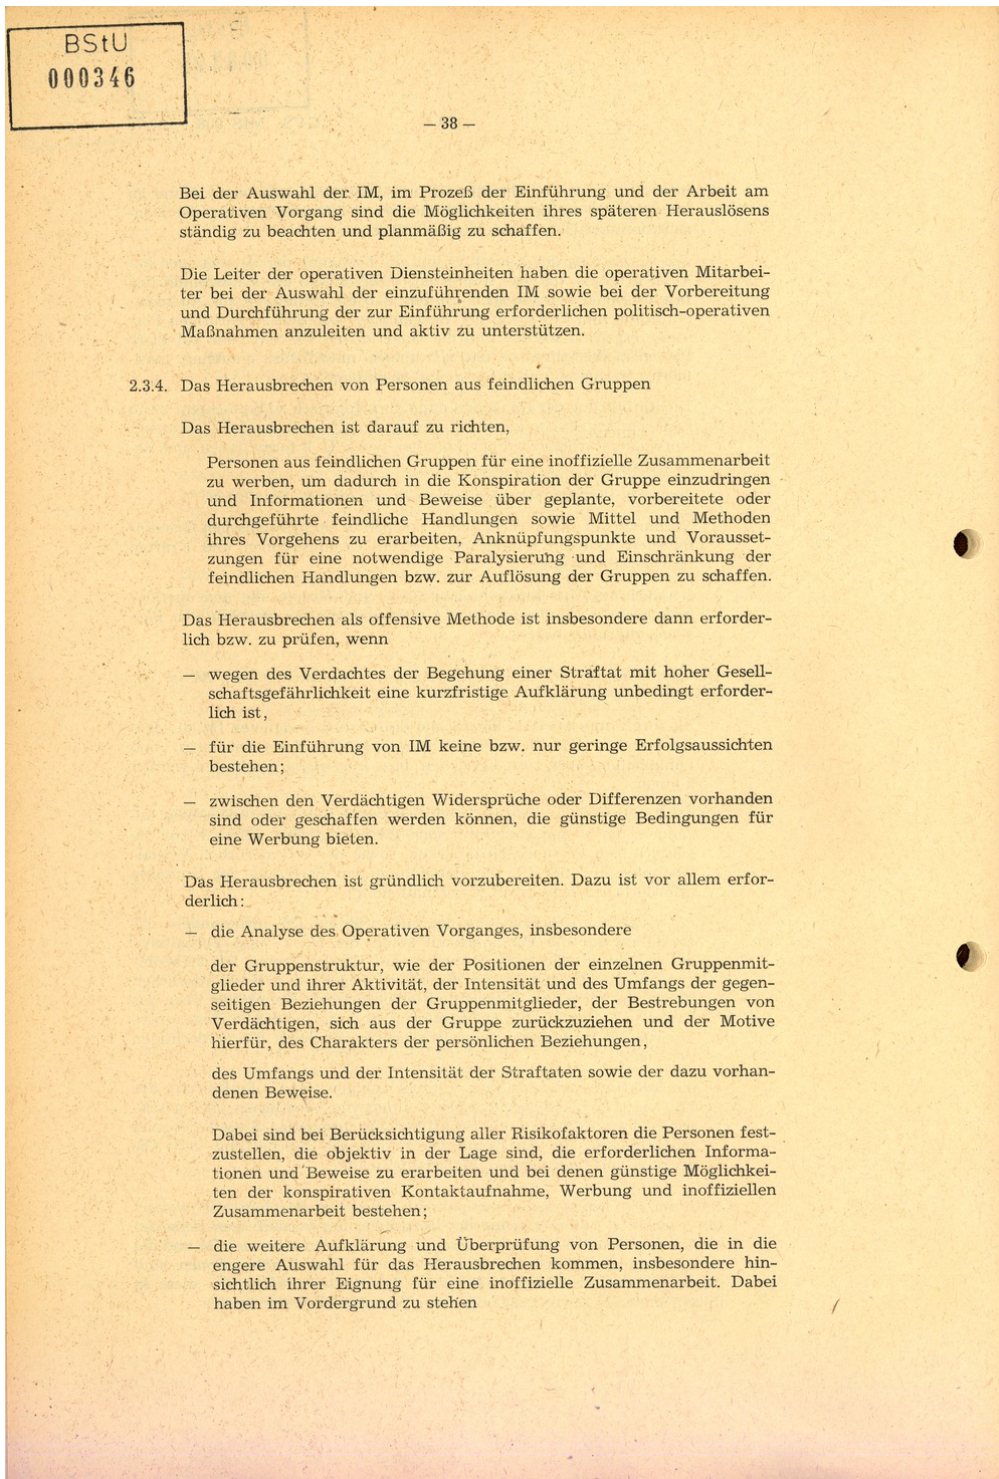 BStU
000346
— 38 —
Bei der Auswahl der IM, im Prozeß der Einführung und der Arbeit am
Operativen Vorgang sind die Möglichkeiten ihres späteren Herauslösens
ständig zu beachten und planmäßig zu schaffen.
Die Leiter der operativen Diensteinheiten haben die operativen Mitarbei-
ter bei der Auswahl der einzuführenden IM sowie bei der Vorbereitung
und Durchführung der zur Einführung erforderlichen politisch-operativen
Maßnahmen anzuleiten und aktiv zu unterstützen.
2.3.4. Das Herausbrechen von Personen aus feindlichen Gruppen
Das Herausbrechen ist darauf zu richten,
Personen aus feindlichen Gruppen für eine inoffizielle Zusammenarbeit
zu werben, um dadurch in die Konspiration der Gruppe einzudringen
und Informationen und Beweise über geplante, vorbereitete oder
durchgeführte feindliche Handlungen sowie Mittel und Methoden
ihres Vorgehens zu erarbeiten, Anknüpfungspunkte und Vorausset-
zungen für eine notwendige Paralysierung und Einschränkung der
feindlichen Handlungen bzw. zur Auflösung der Gruppen zu schaffen.
Das Herausbrechen als offensive Methode ist insbesondere dann erforder-
lich bzw. zu prüfen, wenn
— wegen des Verdachtes der Begehung einer Straftat mit hoher Gesell-
schaftsgefährlichkeit eine kurzfristige Aufklärung unbedingt erforder-
lich ist,
— für die Einführung von IM keine bzw. nur geringe Erfolgsaussichten
bestehen;
— zwischen den Verdächtigen Widersprüche oder Differenzen vorhanden
sind oder geschaffen werden können, die günstige Bedingungen für
eine Werbung bieten.
Das Herausbrechen ist gründlich vorzubereiten. Dazu ist vor allem erfor-
derlich:
— die Analyse des Operativen Vorganges, insbesondere
der Gruppenstruktur, wie der Positionen der einzelnen Gruppenmit-
glieder und ihrer Aktivität, der Intensität und des Umfangs der gegen-
seitigen Beziehungen der Gruppenmitglieder, der Bestrebungen von
Verdächtigen, sich aus der Gruppe zurückzuziehen und der Motive
hierfür, des Charakters der persönlichen Beziehungen,
des Umfangs und der Intensität der Straftaten sowie der dazu vorhan-
denen Beweise.
Dabei sind bei Berücksichtigung aller Risikofaktoren die Personen fest-
zustellen, die objektiv in der Lage sind, die erforderlichen Informa-
tionen und Beweise zu erarbeiten und bei denen günstige Möglichkei-
ten der konspirativen Kontaktaufnahme, Werbung und inoffiziellen
Zusammenarbeit bestehen;
— die weitere Aufklärung und Überprüfung von Personen, die in die
engere Auswahl für das Herausbrechen kommen, insbesondere hin-
sichtlich ihrer Eignung für eine inoffizielle Zusammenarbeit. Dabei
haben im Vordergrund zu stehen